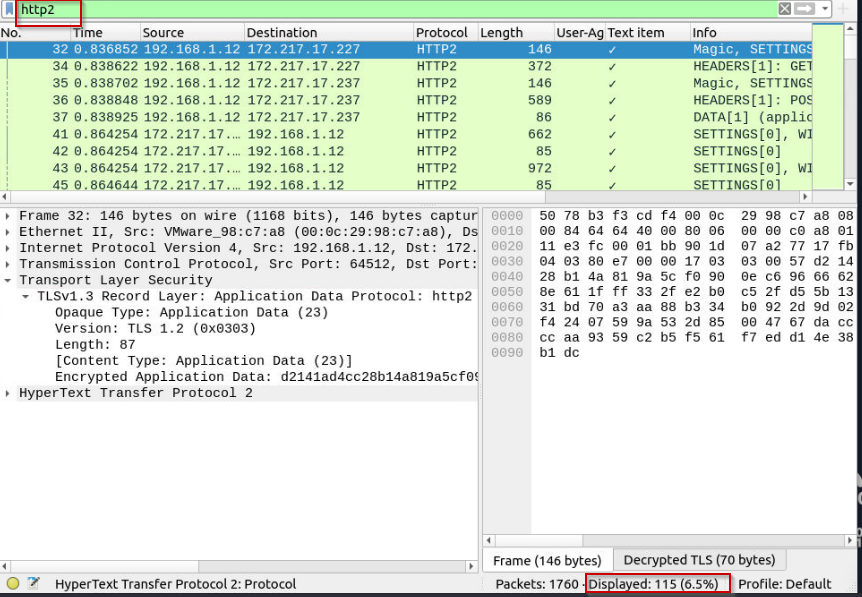 http2
No. Time Source Destination Protocol Length User-Ag Text item Info
32 0.836852 192.168.1.12 172.217.17.227 HTTP2 146 ✓ Magic, SETTINGS
34 0.838622 192.168.1.12 172.217.17.227 HTTP2 372 ✓ HEADERS[1]: GET
35 0.838702 192.168.1.12 172.217.17.237 HTTP2 146 ✓ Magic, SETTINGS
36 0.838848 192.168.1.12 172.217.17.237 HTTP2 589 ✓ HEADERS[1]: POS
37 0.838925 192.168.1.12 172.217.17.237 HTTP2 86 ✓ DATA[1] (applic
41 0.864254 172.217.17.… 192.168.1.12 HTTP2 662 ✓ SETTINGS[0], WI
42 0.864254 172.217.17.… 192.168.1.12 HTTP2 85 ✓ SETTINGS[0]
43 0.864254 172.217.17.… 192.168.1.12 HTTP2 972 ✓ SETTINGS[0], WI
45 0.864644 172.217.17.… 192.168.1.12 HTTP2 85 ✓ SETTINGS[0]
Frame 32: 146 bytes on wire (1168 bits), 146 bytes captur
Ethernet II, Src: VMware_98:c7:a8 (00:0c:29:98:c7:a8), Ds
Internet Protocol Version 4, Src: 192.168.1.12, Dst: 172.
Transmission Control Protocol, Src Port: 64512, Dst Port:
Transport Layer Security
TLSv1.3 Record Layer: Application Data Protocol: http2
Opaque Type: Application Data (23)
Version: TLS 1.2 (0x0303)
Length: 87
[Content Type: Application Data (23)]
Encrypted Application Data: d2141ad4cc28b14a819a5cf09
HyperText Transfer Protocol 2
0000 50 78 b3 f3 cd f4 00 0c 29 98 c7 a8 08
0010 00 84 64 64 40 00 80 06 00 00 c0 a8 01
0020 11 e3 fc 00 01 bb 90 1d 07 a2 77 17 fb
0030 04 03 80 e7 00 00 17 03 03 00 57 d2 14
0040 28 b1 4a 81 9a 5c f0 90 0e c6 96 66 62
0050 8e 61 1f ff 33 2f e2 b0 c5 2f d5 5b 13
0060 31 bd 70 a3 aa 88 b3 34 b0 92 2d 9d 02
0070 f4 24 07 59 9a 53 2d 85 00 47 67 da cc
0080 cc aa 93 59 c2 b5 f5 61 f7 ed d1 4e 38
0090 b1 dc
Frame (146 bytes) Decrypted TLS (70 bytes)
HyperText Transfer Protocol 2: Protocol Packets: 1760 · Displayed: 115 (6.5%) Profile: Default